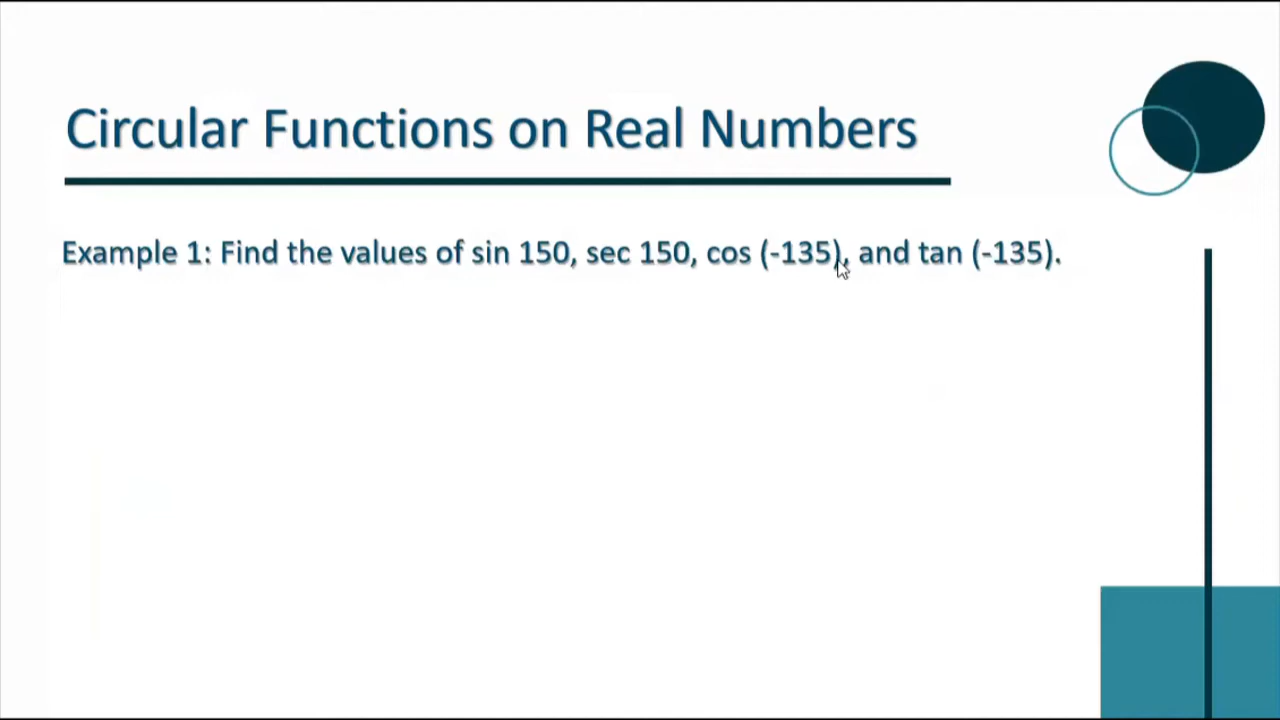 Circular Functions on Real Numbers
Example 1: Find the values of sin 150, sec 150, cos (-135), and tan (-135).